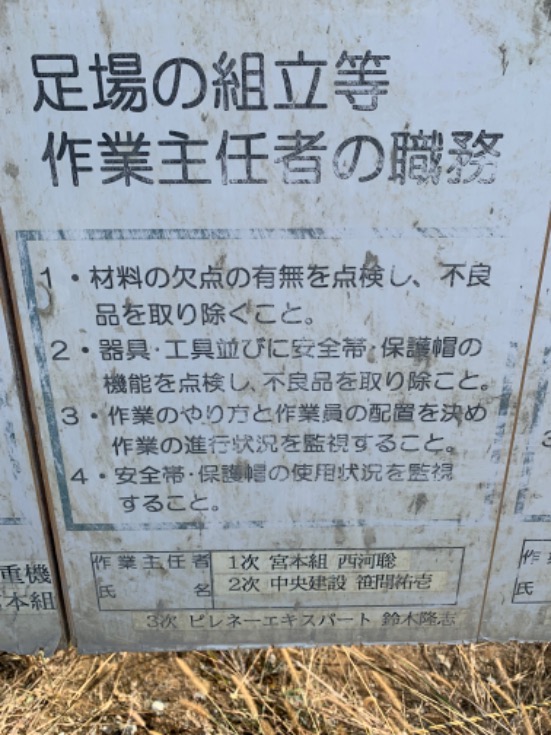 足場の組立等
作業主任者の職務
1・材料の欠点の有無を点検し、不良
品を取り除くこと。
2・器具・工具並びに安全帯・保護帽の
機能を点検し、不良品を取り除こと。
3・作業のやり方と作業員の配置を決め
作業の進行状況を監視すること。
4・安全帯・保護帽の使用状況を監視
すること。
作業主任者
氏名
1次 宮本組 西河聡
2次 中央建設 笹間祐壱
3次 ピレネーエキスパート 鈴木隆志
重機
本組
作
氏